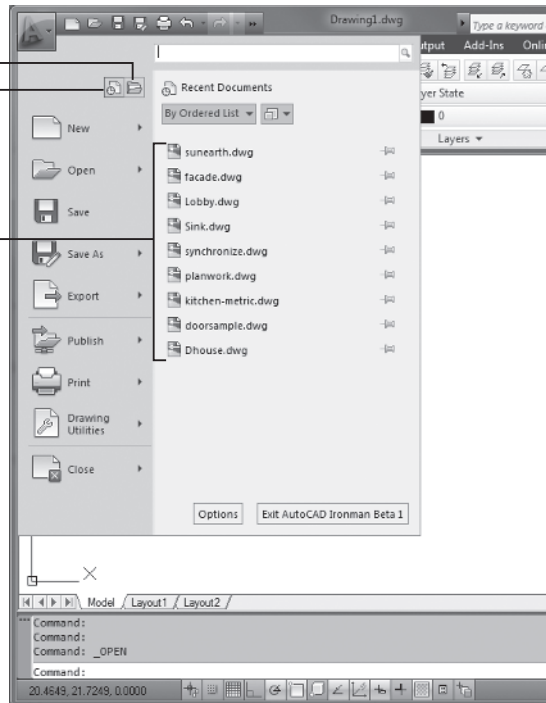 Drawing1.dwg
Type a keyword
Output Add-Ins Onli
yer State
0
Layers
Recent Documents
By Ordered List
New
Open
Save
Save As
Export
Publish
Print
Drawing
Utilities
Close
sunearth.dwg
facade.dwg
Lobby.dwg
Sink.dwg
synchronize.dwg
planwork.dwg
kitchen-metric.dwg
doorsample.dwg
Dhouse.dwg
Options Exit AutoCAD Ironman Beta 1
X
Model Layout1 Layout2
Command:
Command:
Command: _OPEN
Command:
20.4649, 21.7249, 0.0000